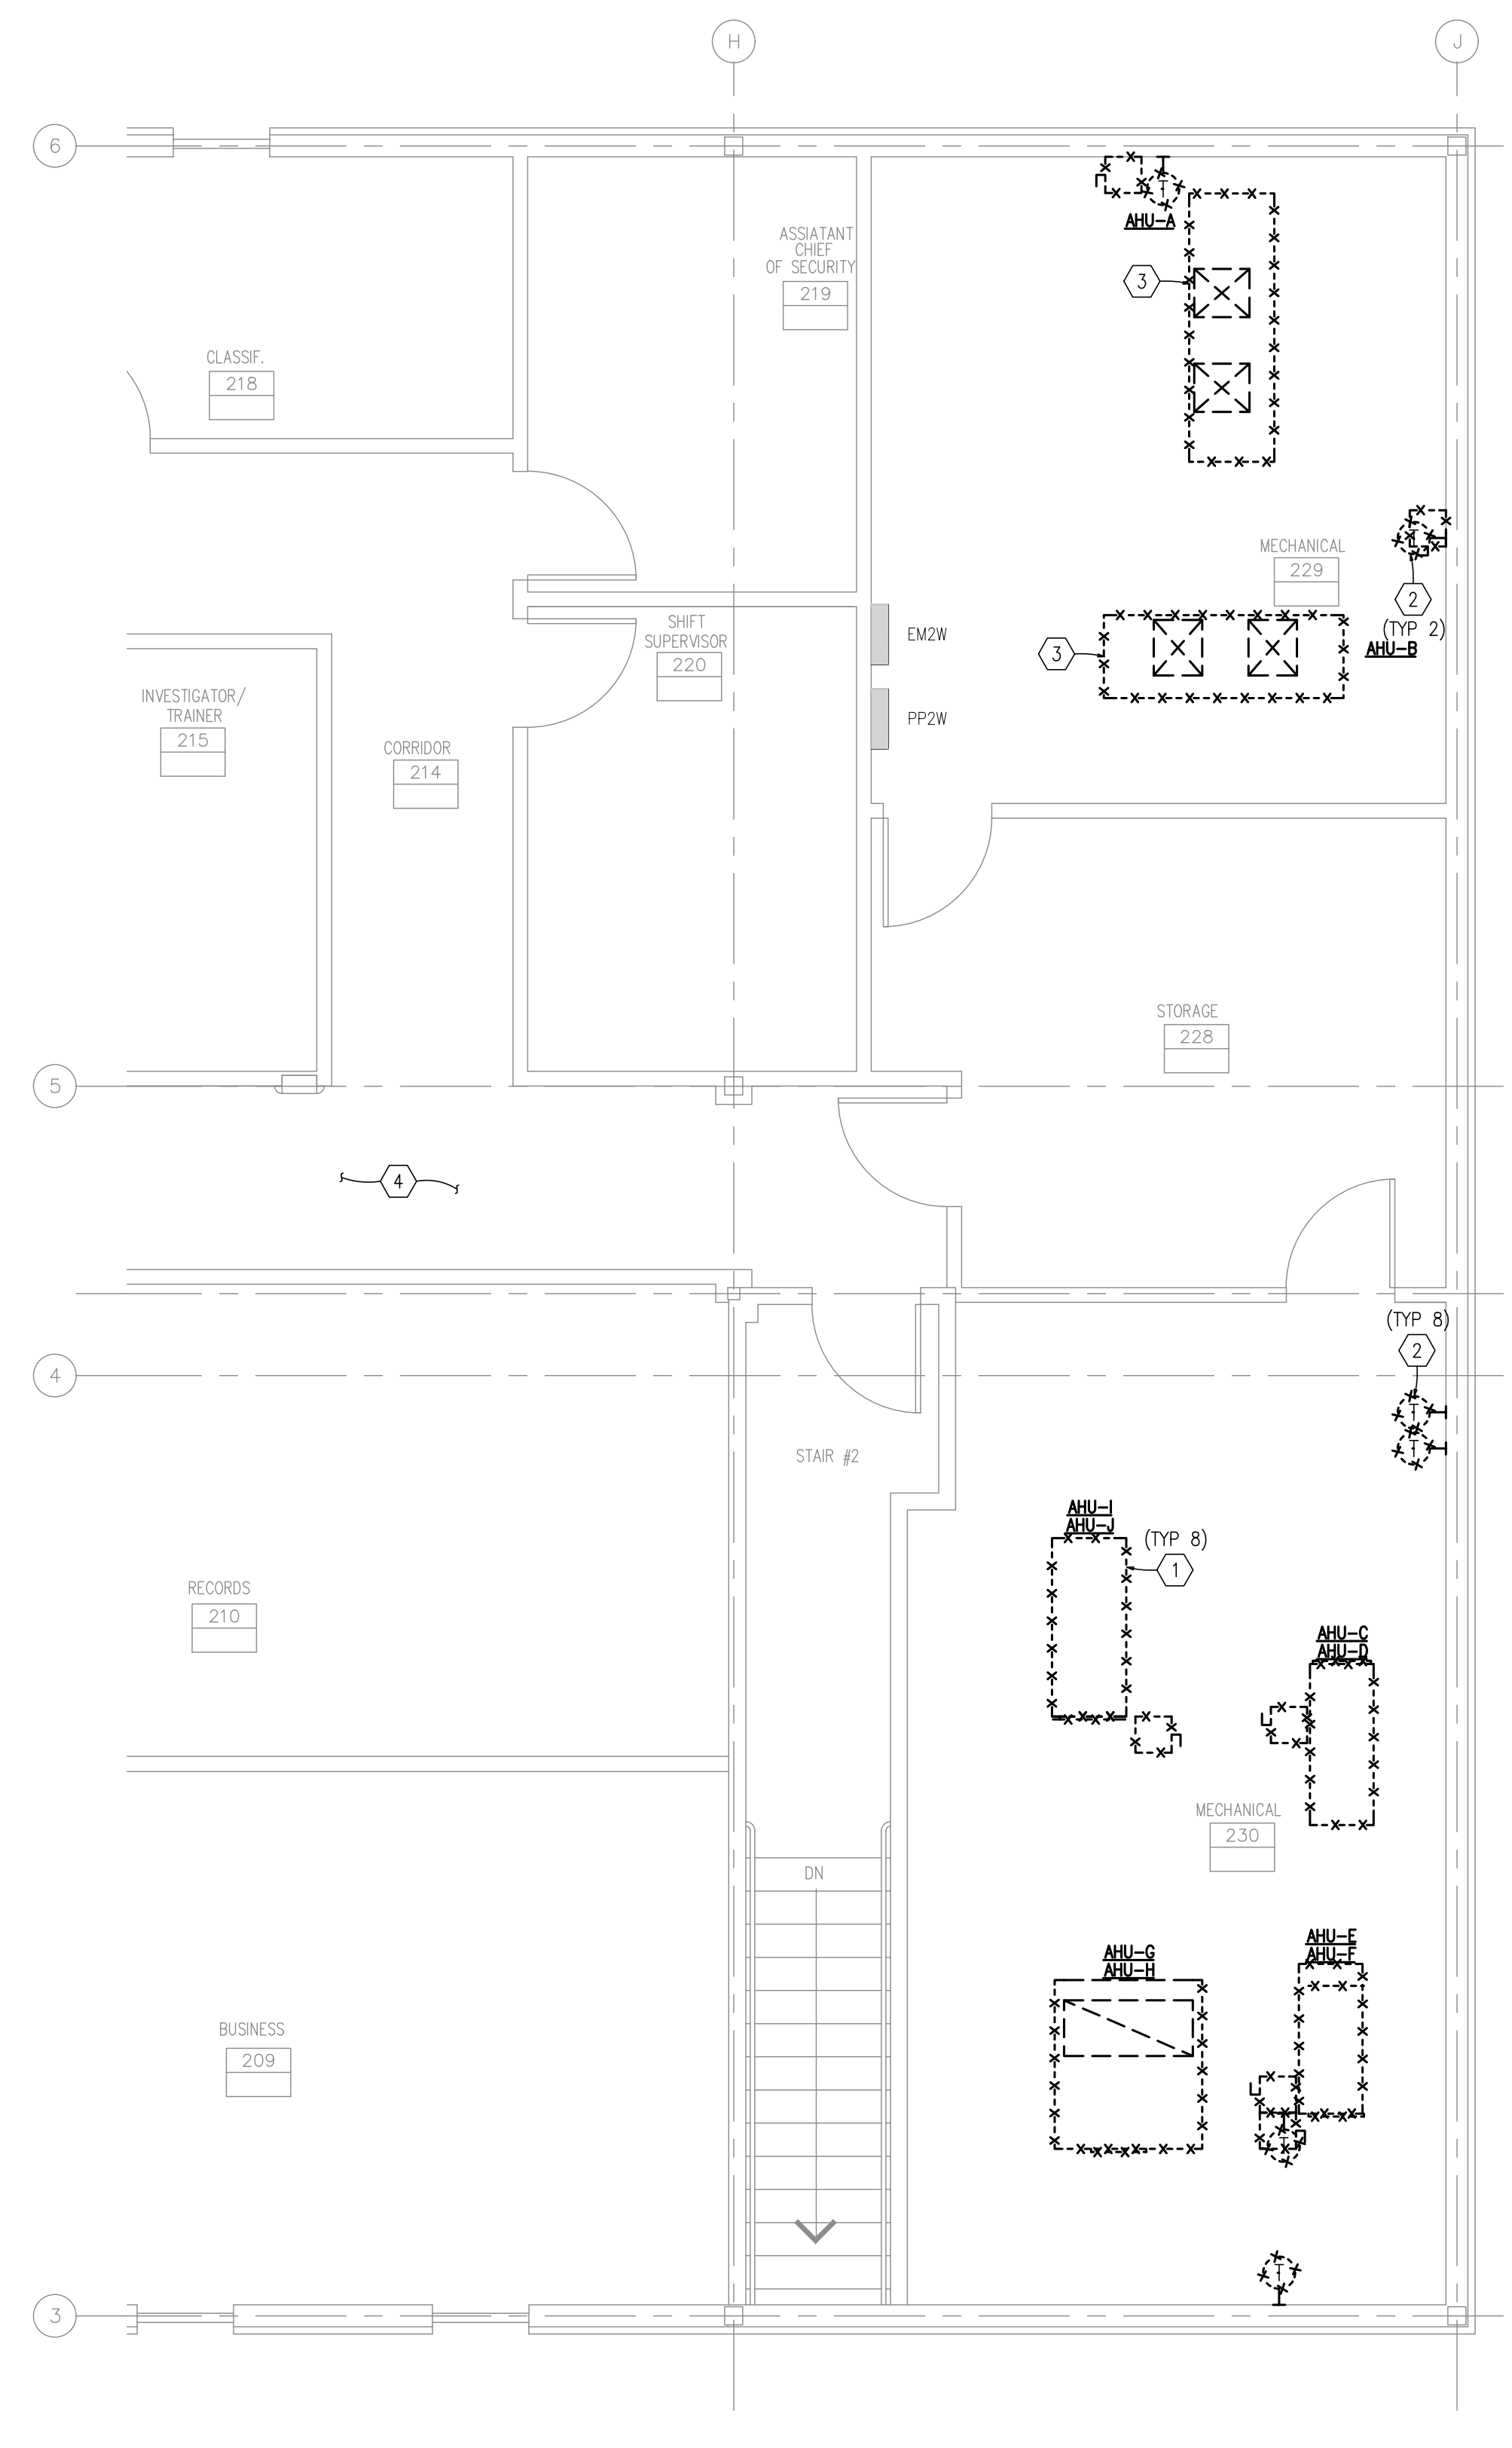 H
J
6
ASSIATANT
CHIEF
OF SECURITY
219
AHU-A
3
CLASSIF.
218
MECHANICAL
229
2
(TYP 2)
AHU-B
SHIFT
SUPERVISOR
220
EM2W
3
INVESTIGATOR/
TRAINER
215
PP2W
CORRIDOR
214
STORAGE
228
5
4
(TYP 8)
2
4
T
T
STAIR #2
AHU-I
AHU-J
(TYP 8)
1
RECORDS
210
AHU-C
AHU-D
MECHANICAL
230
DN
AHU-E
AHU-F
AHU-G
AHU-H
BUSINESS
209
T
T
3